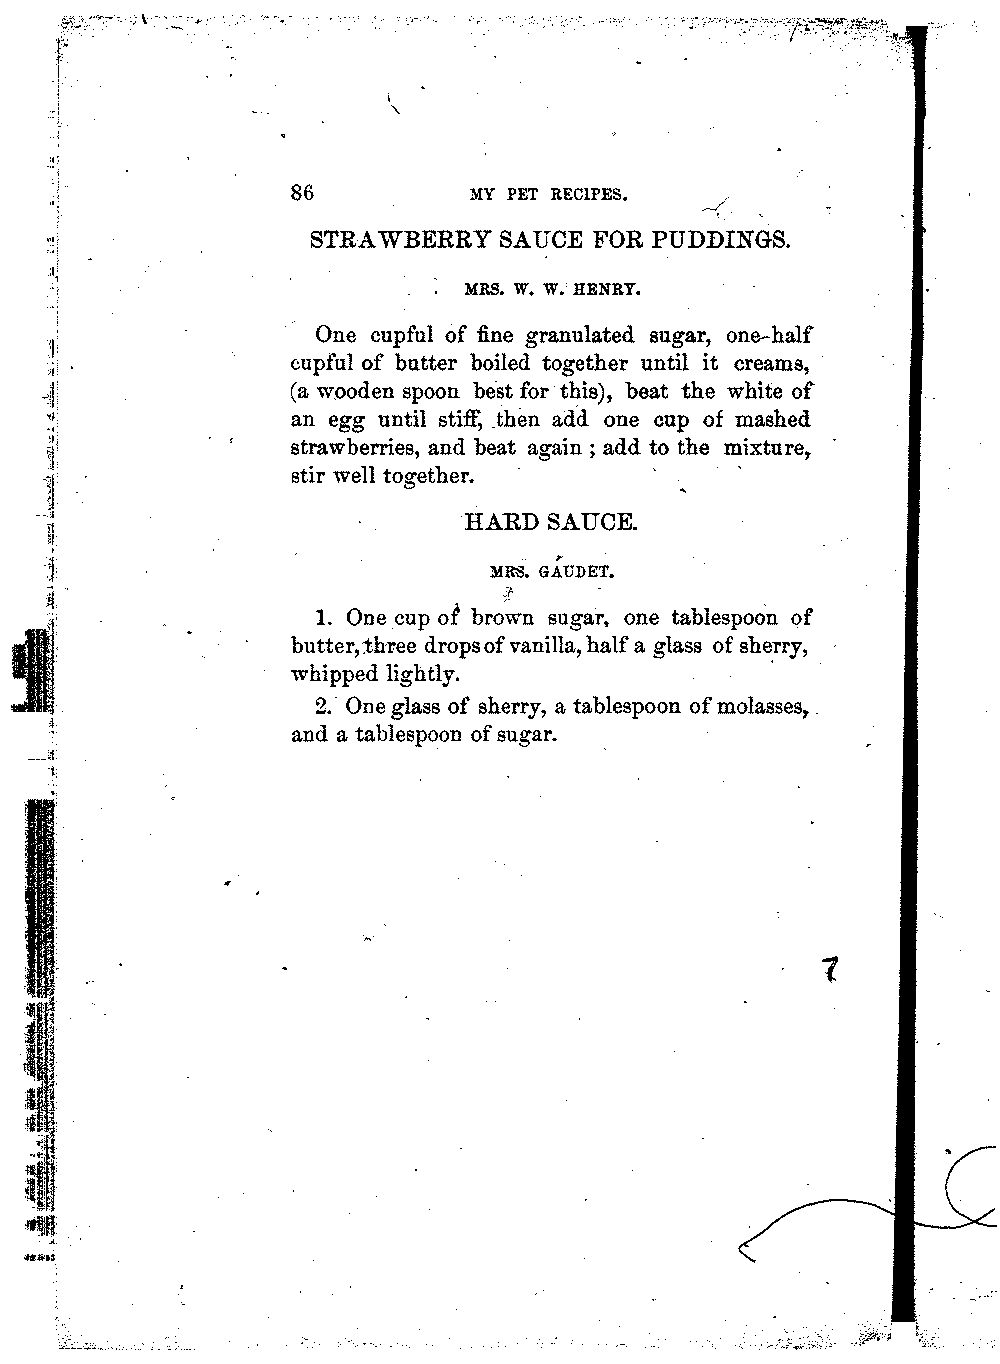 86 MY PET RECIPES.
STRAWBERRY SAUCE FOR PUDDINGS.
MRS. W. W. HENRY.
One cupful of fine granulated sugar, one-half
cupful of butter boiled together until it creams,
(a wooden spoon best for this), beat the white of
an egg until stiff, then add one cup of mashed
strawberries, and beat again ; add to the mixture,
stir well together.
HARD SAUCE.
MRS. GAUDET.
1. One cup of brown sugar, one tablespoon of
butter, three drops of vanilla, half a glass of sherry,
whipped lightly.
2. One glass of sherry, a tablespoon of molasses,
and a tablespoon of sugar.
7